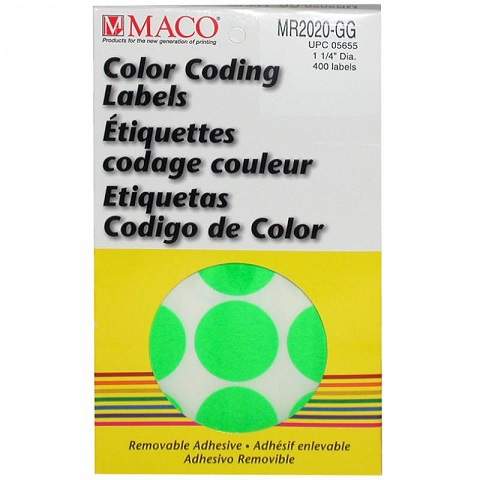 MACO®
Products for the new generation of printing
MR2020-GG
UPC 05655
1 1/4" Dia.
400 labels
Color Coding
Labels
Étiquettes
codage couleur
Etiquetas
Codigo de Color
Removable Adhesive • Adhésif enlevable
Adhesivo Removible